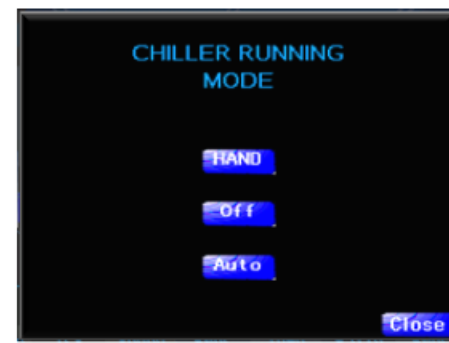 CHILLER RUNNING
MODE
HAND
Off
Auto
Close